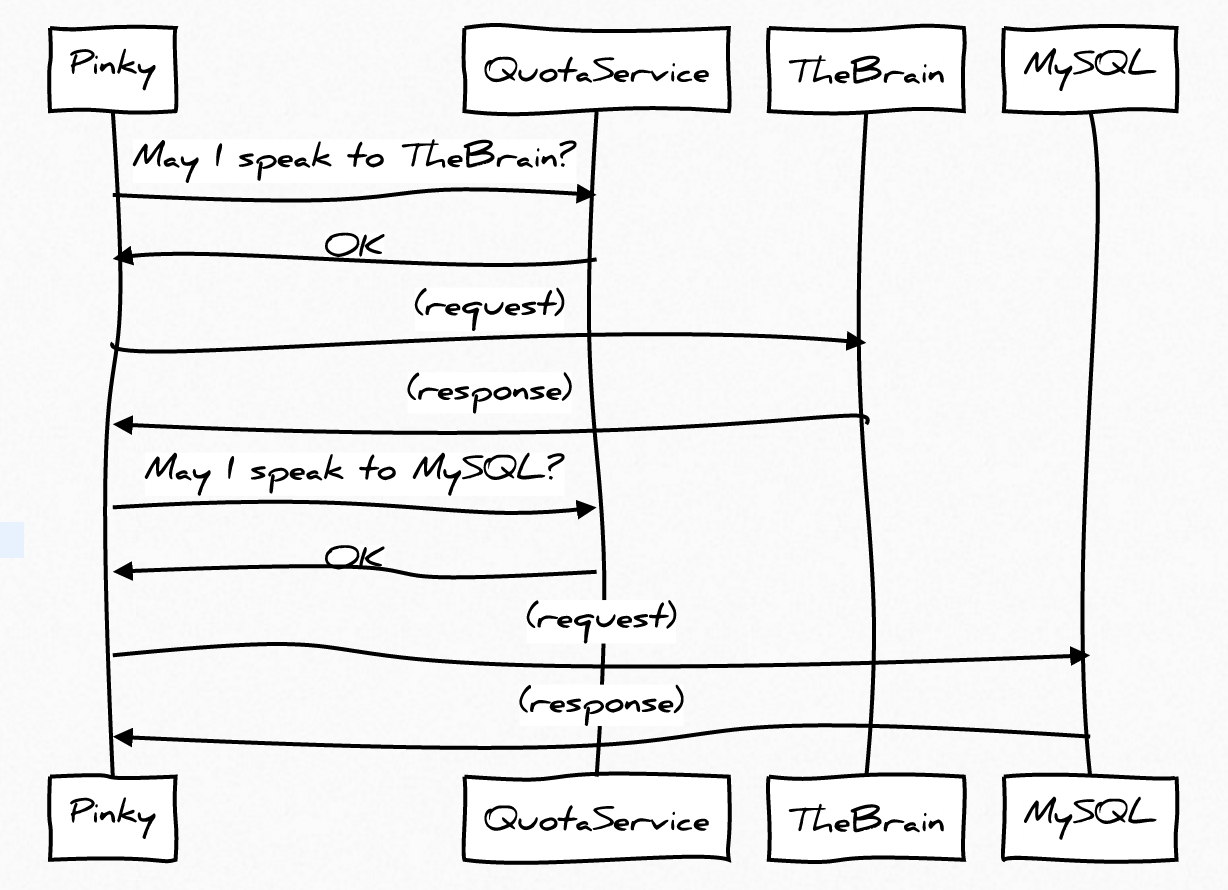 Pinky
QuotaService
TheBrain
MySQL
May I speak to TheBrain?
OK
(request)
(response)
May I speak to MySQL?
OK
(request)
(response)
Pinky
QuotaService
TheBrain
MySQL